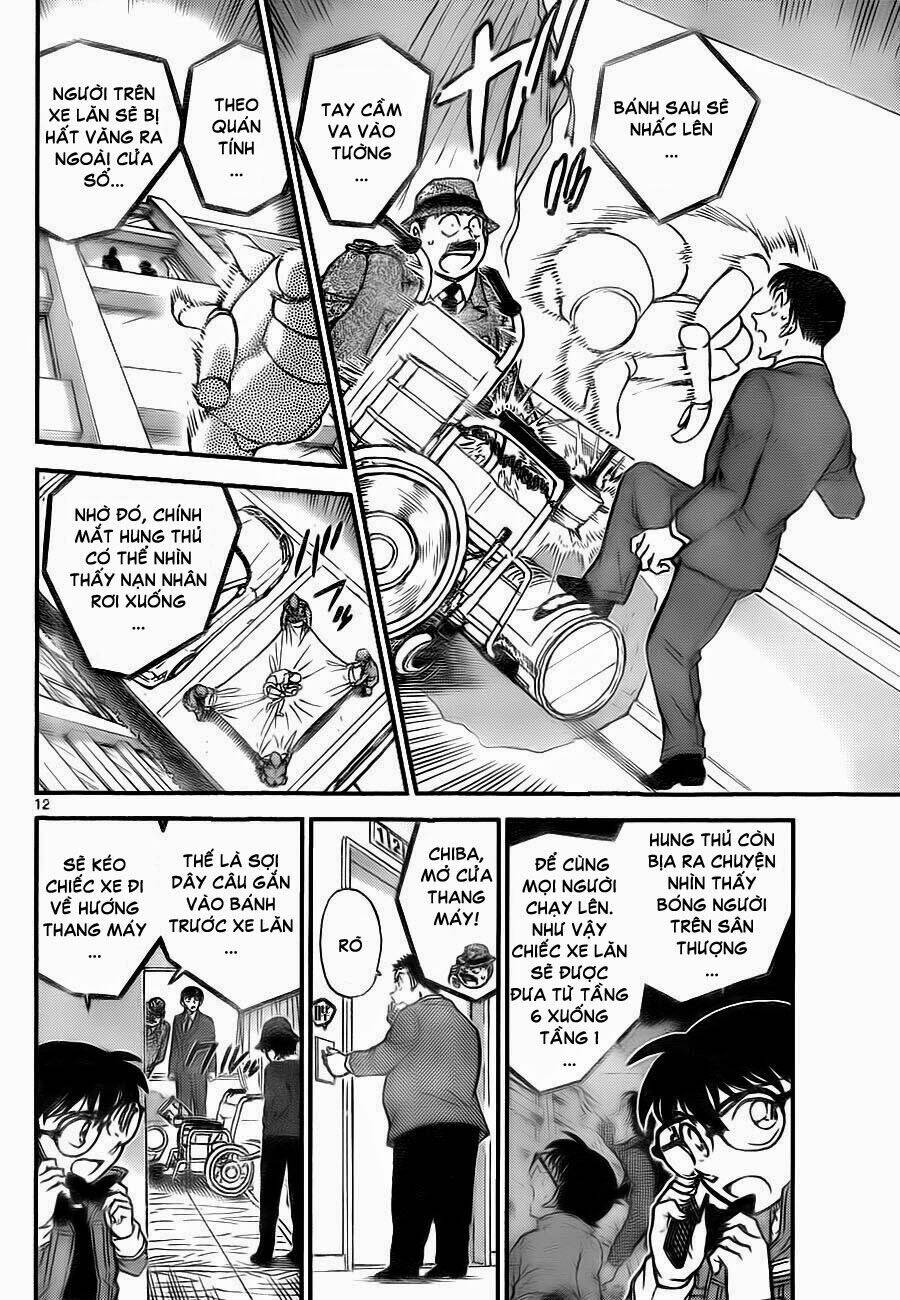 BÁNH SAU SẼ
NHẤC LÊN
...
ガガッ
TAY CẦM
VA VÀO
TƯỜNG
...
THEO
QUÁN
TÍNH
...
NGƯỜI TRÊN
XE LĂN SẼ BỊ
HẤT VĂNG RA
NGOÀI CỬA
SỔ...
NHỜ ĐÓ, CHÍNH
MẮT HUNG THỦ
CÓ THỂ NHÌN
THẤY NẠN NHÂN
RƠI XUỐNG
...
12
HUNG THỦ CÒN
BỊA RA CHUYỆN
NHÌN THẤY
BÓNG NGƯỜI
TRÊN SÂN
THƯỢNG
...
ĐỂ CÙNG
MỌI NGƯỜI
CHẠY LÊN.
NHƯ VẬY
CHIẾC XE LĂN
SẼ ĐƯỢC
ĐƯA TỪ TẦNG
6 XUỐNG
TẦNG 1
...
CHIBA,
MỞ CỬA
THANG
MÁY!
112
RÕ
THẾ LÀ SỢI
DÂY CÂU GẮN
VÀO BÁNH
TRƯỚC XE LĂN
...
SẼ KÉO
CHIẾC XE ĐI
VỀ HƯỚNG
THANG MÁY
...